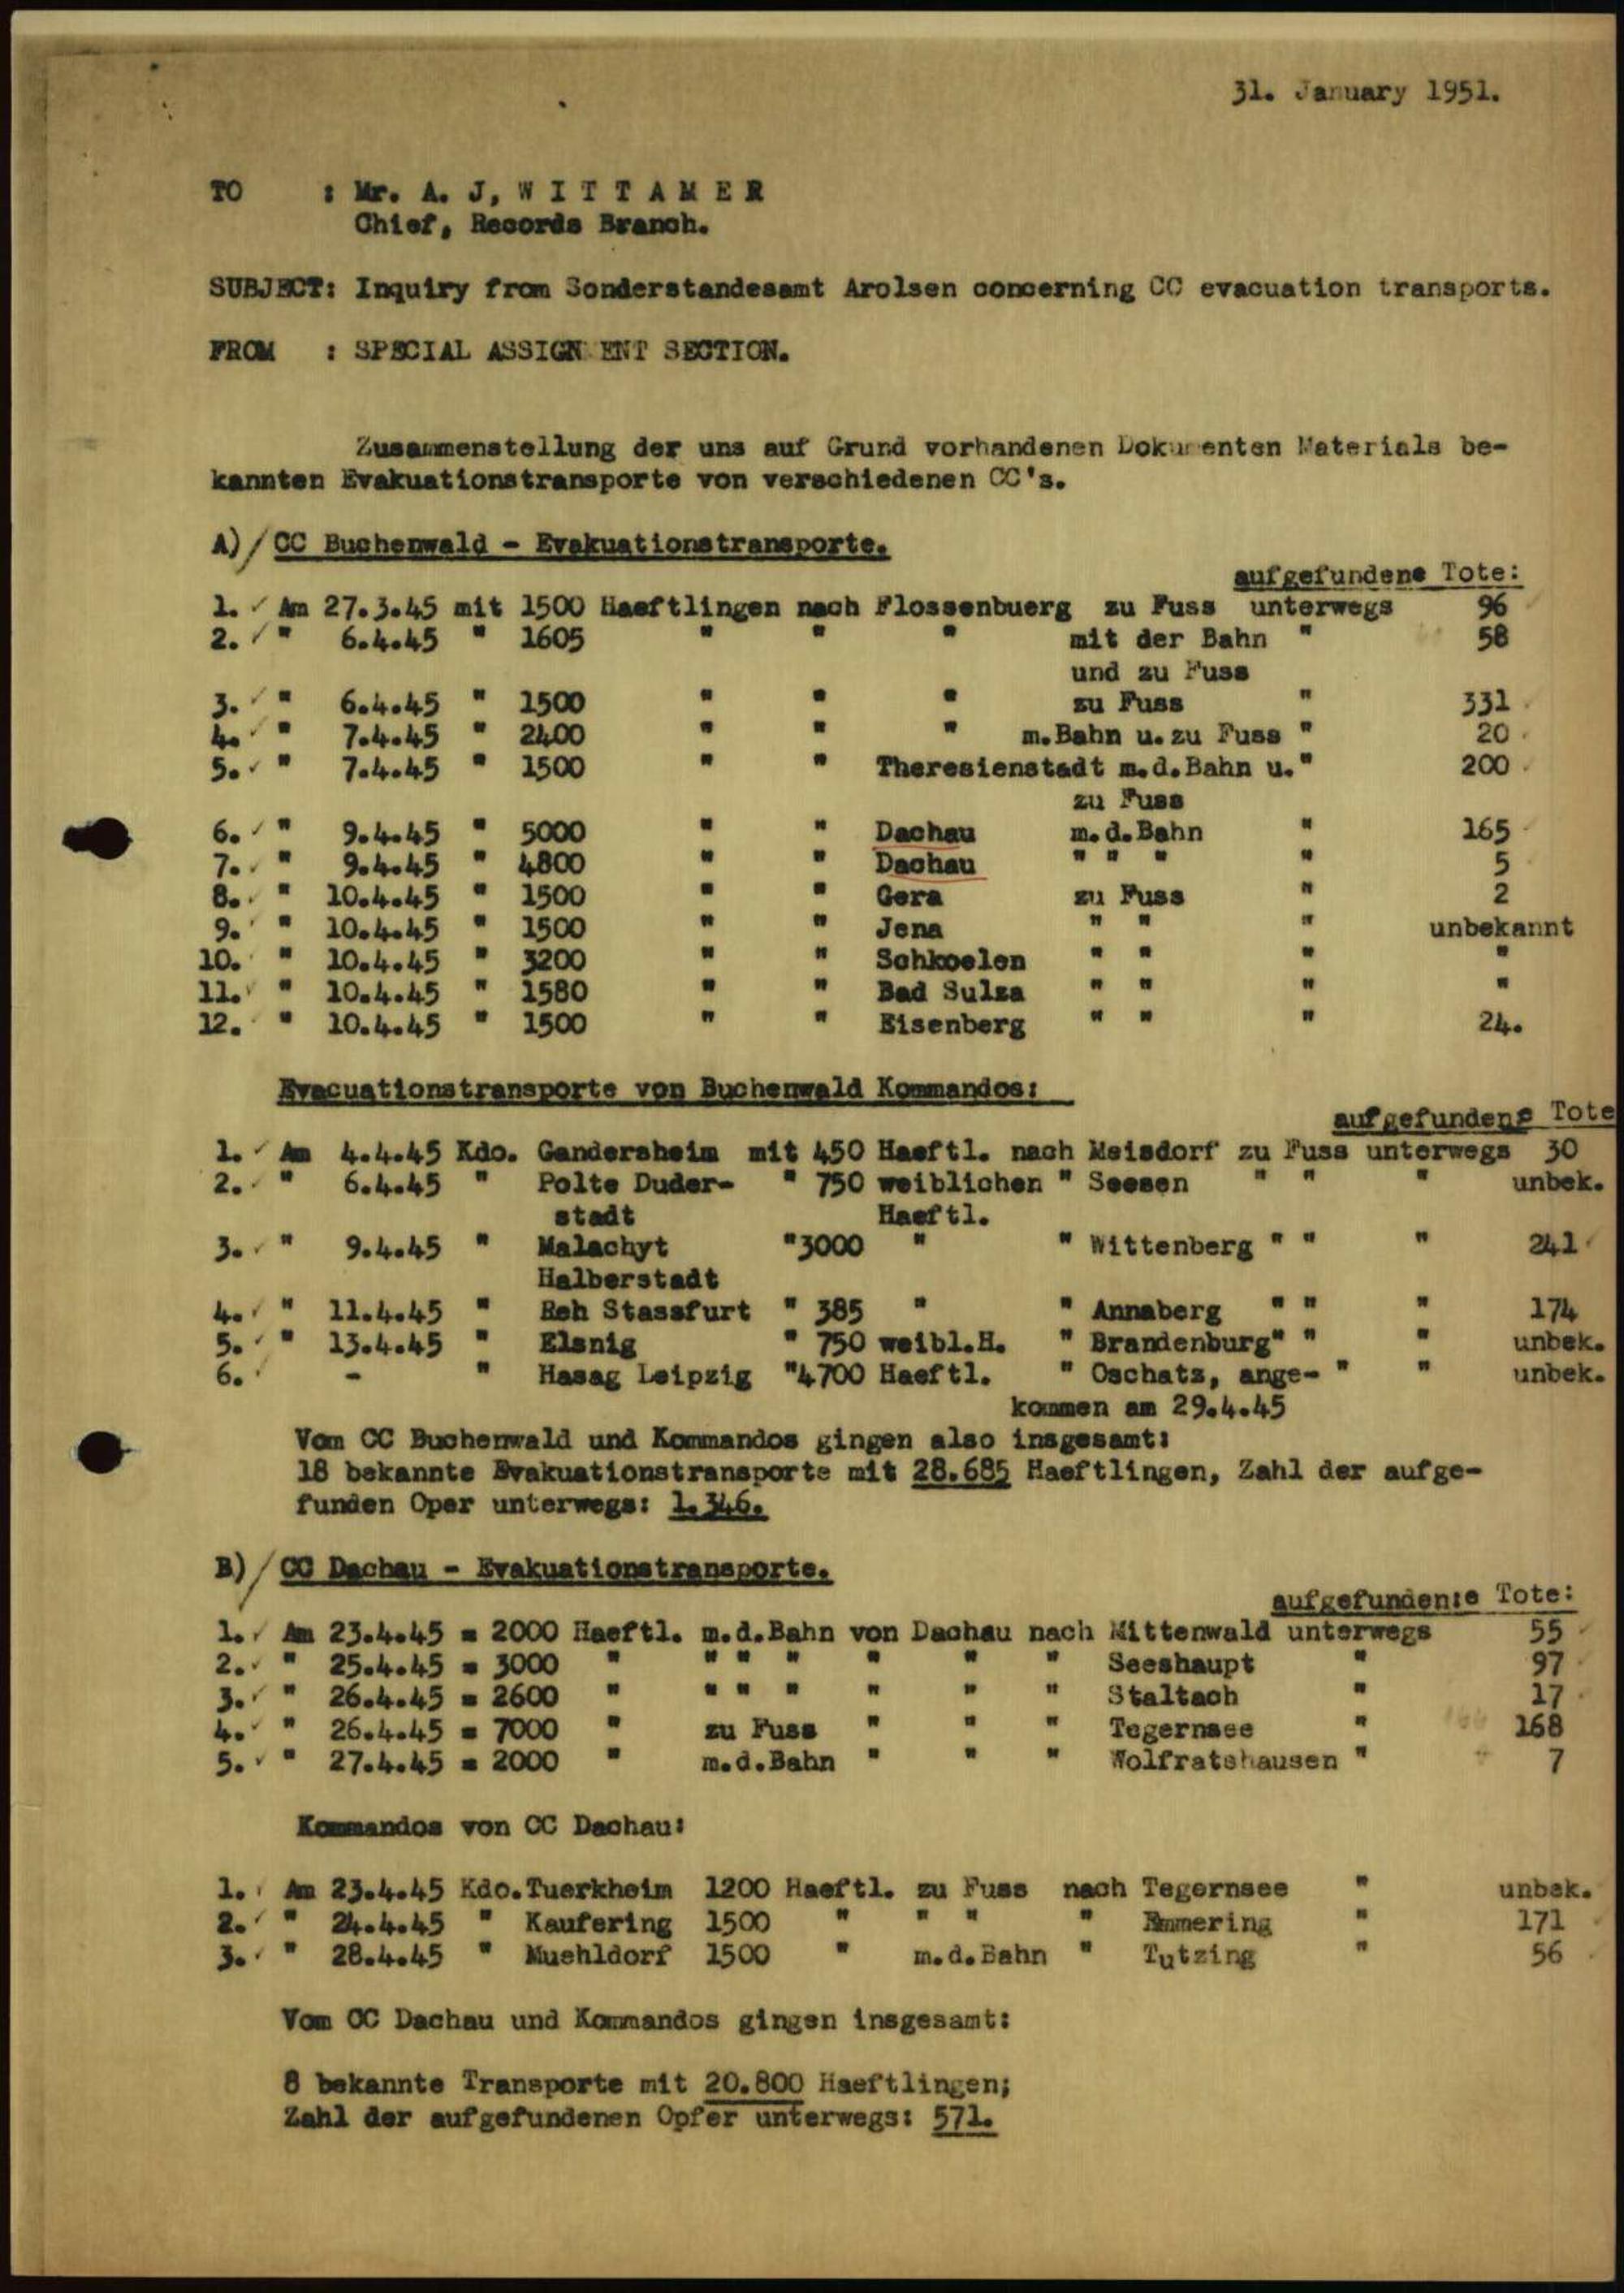 31. January 1951.
TO : Mr. A. J, W I T T A M E R
Chief, Records Branch.
SUBJECT: Inquiry from Sonderstandesamt Arolsen concerning CC evacuation transports.
FROM : SPECIAL ASSIGN ENT SECTION.
Zusammenstellung der uns auf Grund vorhandenen Dokumenten Materials be-
kannten Evakuationstransporte von verschiedenen CC's.
A)/ CC Buchenwald - Evakuationstransporte.
aufgefundene Tote:
1. ✓ Am 27.3.45 mit 1500 Haeftlingen nach Flossenbuerg zu Fuss unterwegs 96
2. ✓ " 6.4.45 " 1605 " " " mit der Bahn " 58
und zu Fuss
3. ✓ " 6.4.45 " 1500 " " " zu Fuss " 331
4. ✓ " 7.4.45 " 2400 " " " m.Bahn u. zu Fuss " 20
5. ✓ " 7.4.45 " 1500 " " Theresienstadt m.d.Bahn u." 200
zu Fuss
6. ✓ " 9.4.45 " 5000 " " Dachau m.d.Bahn " 165
7. ✓ " 9.4.45 " 4800 " " Dachau " " " " 5
8. ✓ " 10.4.45 " 1500 " " Gera zu Fuss " 2
9. ' " 10.4.45 " 1500 " " Jena " " " unbekannt
10. ' " 10.4.45 " 3200 " " Schkoelen " " " "
11. ✓ " 10.4.45 " 1580 " " Bad Sulza " " " "
12. ' " 10.4.45 " 1500 " " Eisenberg " " " 24.
Evacuationstransporte von Buchenwald Kommandos:
aufgefundene Tote
1. ✓ Am 4.4.45 Kdo. Gandersheim mit 450 Haeftl. nach Meisdorf zu Fuss unterwegs 30
2. ✓ " 6.4.45 " Polte Duder- " 750 weiblichen " Seesen " " " unbek.
stadt Haeftl.
3. ✓ " 9.4.45 " Malachyt "3000 " " Wittenberg " " " 241
Halberstadt
4. ✓ " 11.4.45 " Reh Stassfurt " 385 " " Annaberg " " " 174
5. ✓ " 13.4.45 " Elsnig " 750 weibl.H. " Brandenburg" " " unbek.
6. ' - " Hasag Leipzig "4700 Haeftl. " Oschatz, ange- " " unbek.
kommen am 29.4.45
Vom CC Buchenwald und Kommandos gingen also insgesamt:
18 bekannte Evakuationstransporte mit 28.685 Haeftlingen, Zahl der aufge-
funden Oper unterwegs: 1.346.
B)/ CC Dachau - Evakuationstransporte.
aufgefundene Tote:
1. ✓ Am 23.4.45 = 2000 Haeftl. m.d.Bahn von Dachau nach Mittenwald unterwegs 55
2. ✓ " 25.4.45 = 3000 " " " " " " " Seeshaupt " 97
3. ✓ " 26.4.45 = 2600 " " " " " " " Staltach " 17
4. ✓ " 26.4.45 = 7000 " zu Fuss " " " Tegernsee " 168
5. ✓ " 27.4.45 = 2000 " m.d.Bahn " " " Wolfratshausen " 7
Kommandos von CC Dachau:
1. ' Am 23.4.45 Kdo.Tuerkheim 1200 Haeftl. zu Fuss nach Tegernsee " unbek.
2. ✓ " 24.4.45 " Kaufering 1500 " " " " Emmering " 171
3. ✓ " 28.4.45 " Muehldorf 1500 " m.d.Bahn " Tutzing " 56
Vom CC Dachau und Kommandos gingen insgesamt:
8 bekannte Transporte mit 20.800 Haeftlingen;
Zahl der aufgefundenen Opfer unterwegs: 571.